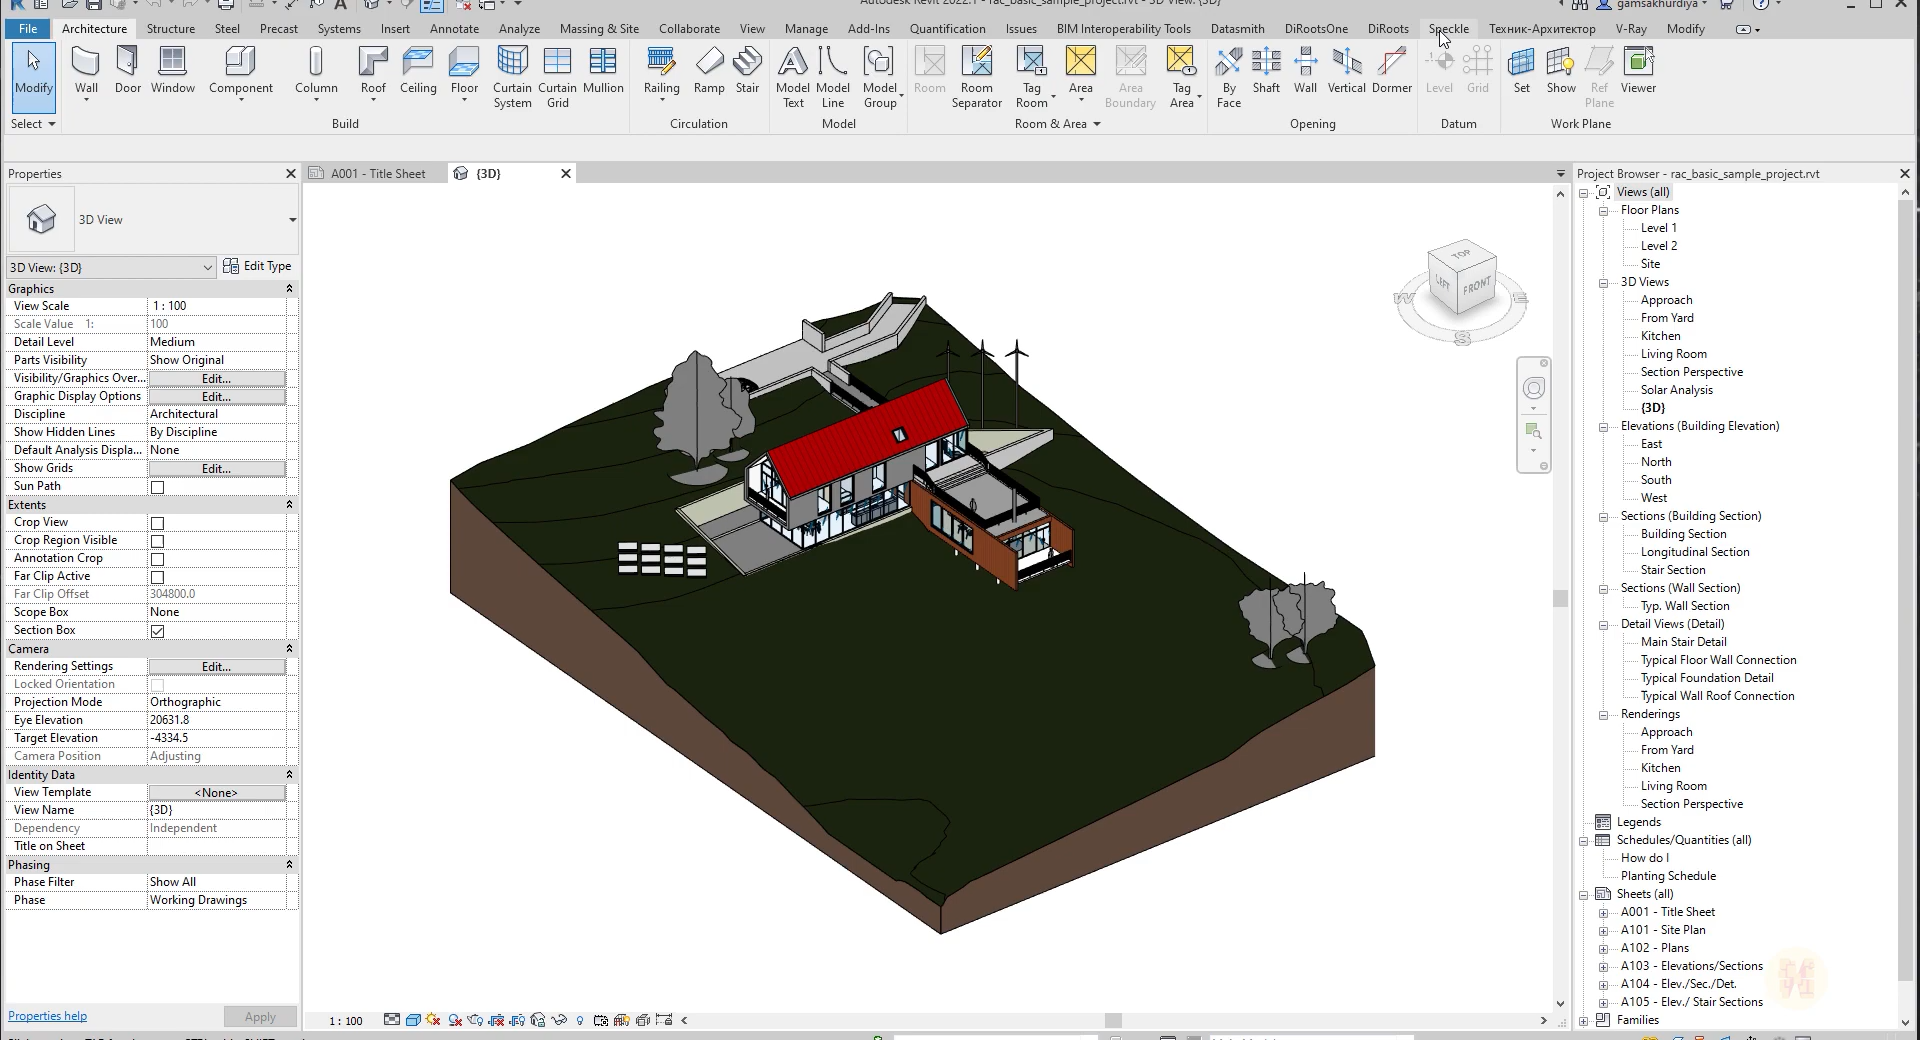 Autodesk Revit 2022.1 - rac_basic_sample_project.rvt - 3D View: {3D}
gamsakhurdiya
File Architecture Structure Steel Precast Systems Insert Annotate Analyze Massing & Site Collaborate View Manage Add-Ins Quantification Issues BIM Interoperability Tools Datasmith DiRootsOne DiRoots Speckle Техник-Архитектор V-Ray Modify
Modify Wall Door Window Component Column Roof Ceiling Floor Curtain System Curtain Grid Mullion Railing Ramp Stair Model Text Model Line Model Group Room Room Separator Tag Room Area Area Boundary Tag Area By Face Shaft Wall Vertical Dormer Level Grid Set Show Ref Plane Viewer
Select Build Circulation Model Room & Area Opening Datum Work Plane
Properties
3D View
3D View: {3D} Edit Type
Graphics
View Scale 1 : 100
Scale Value 1: 100
Detail Level Medium
Parts Visibility Show Original
Visibility/Graphics Over... Edit...
Graphic Display Options Edit...
Discipline Architectural
Show Hidden Lines By Discipline
Default Analysis Displa... None
Show Grids Edit...
Sun Path
Extents
Crop View
Crop Region Visible
Annotation Crop
Far Clip Active
Far Clip Offset 304800.0
Scope Box None
Section Box
Camera
Rendering Settings Edit...
Locked Orientation
Projection Mode Orthographic
Eye Elevation 20631.8
Target Elevation -4334.5
Camera Position Adjusting
Identity Data
View Template <None>
View Name {3D}
Dependency Independent
Title on Sheet
Phasing
Phase Filter Show All
Phase Working Drawings
Properties help Apply
A001 - Title Sheet {3D}
TOP
LEFT FRONT
W E
S
1 : 100
Project Browser - rac_basic_sample_project.rvt
Views (all)
Floor Plans
Level 1
Level 2
Site
3D Views
Approach
From Yard
Kitchen
Living Room
Section Perspective
Solar Analysis
{3D}
Elevations (Building Elevation)
East
North
South
West
Sections (Building Section)
Building Section
Longitudinal Section
Stair Section
Sections (Wall Section)
Typ. Wall Section
Detail Views (Detail)
Main Stair Detail
Typical Floor Wall Connection
Typical Foundation Detail
Typical Wall Roof Connection
Renderings
Approach
From Yard
Kitchen
Living Room
Section Perspective
Legends
Schedules/Quantities (all)
How do I
Planting Schedule
Sheets (all)
A001 - Title Sheet
A101 - Site Plan
A102 - Plans
A103 - Elevations/Sections
A104 - Elev./Sec./Det.
A105 - Elev./ Stair Sections
Families